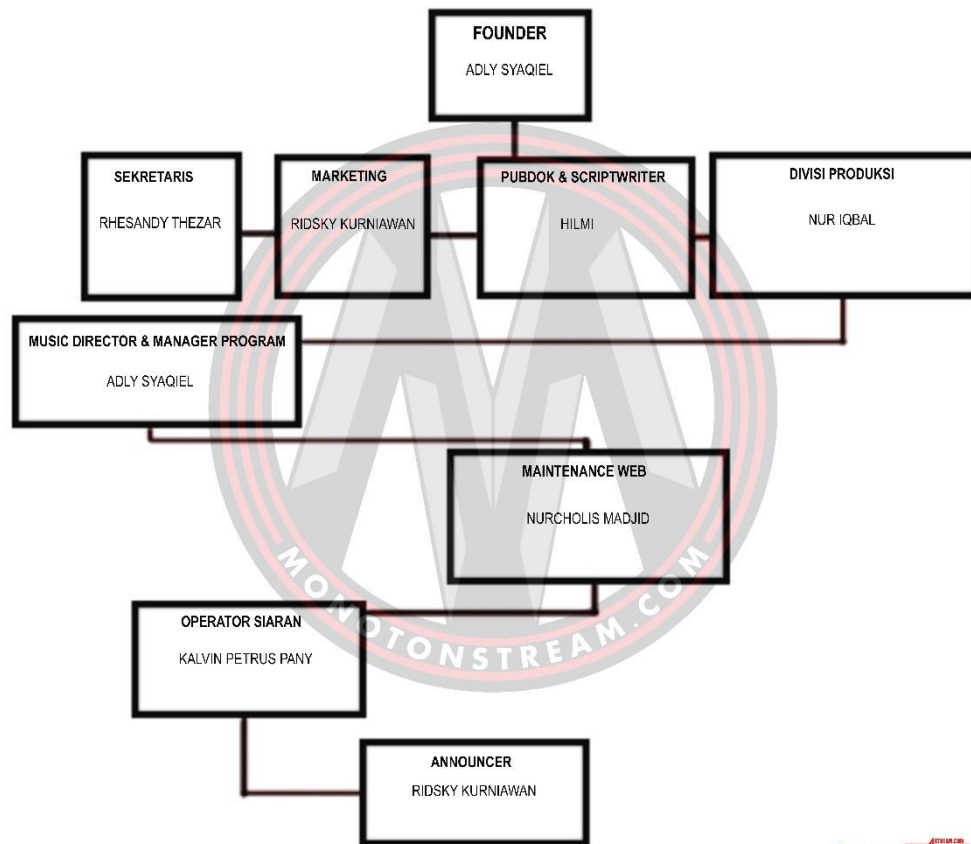 FOUNDER
ADLY SYAQIEL
SEKRETARIS
RHESANDY THEZAR
MARKETING
RIDSKY KURNIAWAN
PUBDOK & SCRIPTWRITER
HILMI
DIVISI PRODUKSI
NUR IQBAL
MUSIC DIRECTOR & MANAGER PROGRAM
ADLY SYAQIEL
MAINTENANCE WEB
NURCHOLIS MADJID
OPERATOR SIARAN
KALVIN PETRUS PANY
ANNOUNCER
RIDSKY KURNIAWAN
MONOTONSTREAM.COM